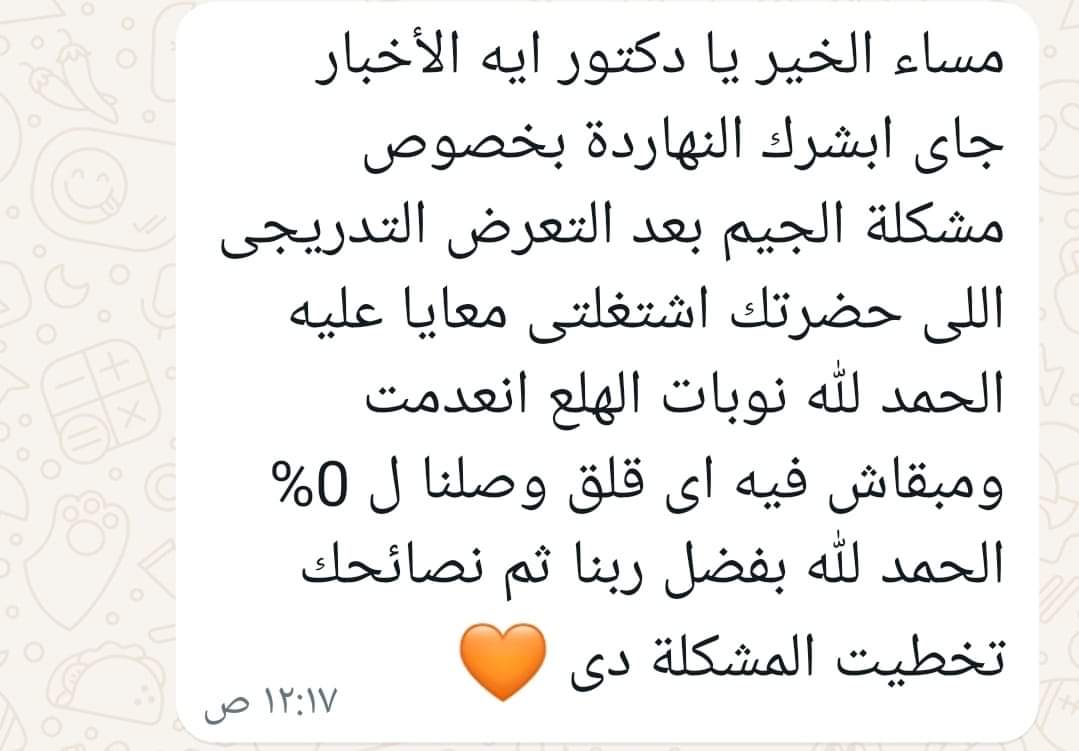 مساء الخير يا دكتور ايه الأخبار
جاى ابشرك النهاردة بخصوص
مشكلة الجيم بعد التعرض التدريجى
اللى حضرتك اشتغلتى معايا عليه
الحمد لله نوبات الهلع انعدمت
ومبقاش فيه اى قلق وصلنا ل 0%
الحمد لله بفضل ربنا ثم نصائحك
تخطيت المشكلة دى 🧡
١٢:١٧ ص